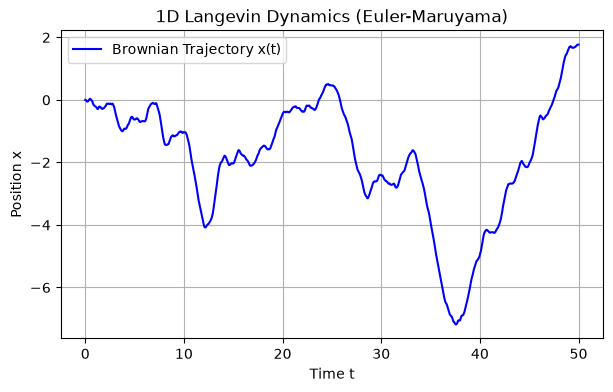 1D Langevin Dynamics (Euler-Maruyama)
Brownian Trajectory x(t)
Position x
2
0
−2
−4
−6
0 10 20 30 40 50
Time t